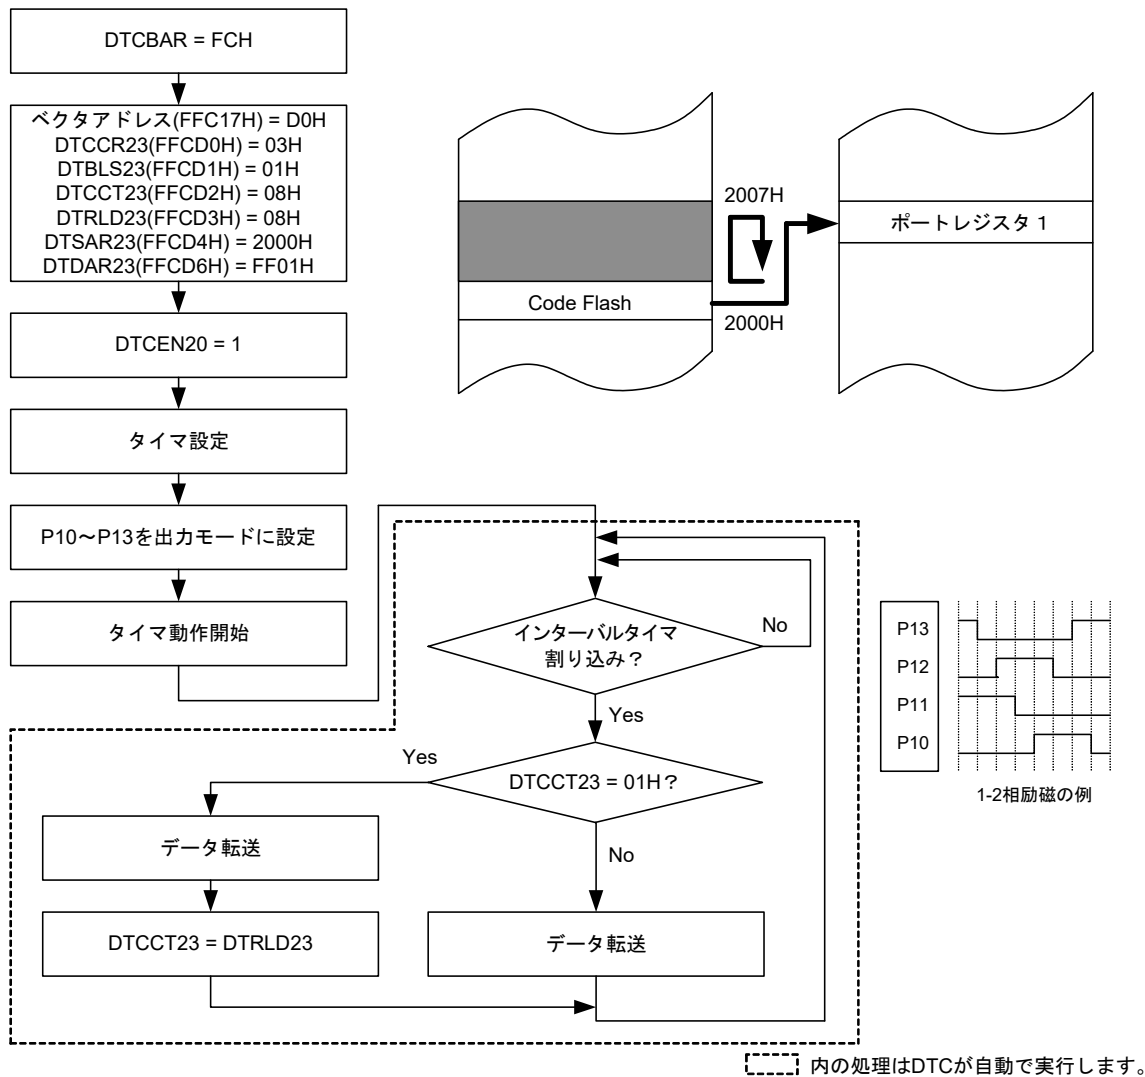 DTCBAR = FCH
ベクタアドレス(FFC17H) = D0H
DTCCR23(FFCD0H) = 03H
DTBLS23(FFCD1H) = 01H
DTCCT23(FFCD2H) = 08H
DTRLD23(FFCD3H) = 08H
DTSAR23(FFCD4H) = 2000H
DTDAR23(FFCD6H) = FF01H
DTCEN20 = 1
タイマ設定
P10～P13を出力モードに設定
タイマ動作開始
2007H
ポートレジスタ 1
Code Flash
2000H
インターバルタイマ
割り込み？
No
Yes
DTCCT23 = 01H？
Yes
No
データ転送
DTCCT23 = DTRLD23
データ転送
P13
P12
P11
P10
1-2相励磁の例
内の処理はDTCが自動で実行します。